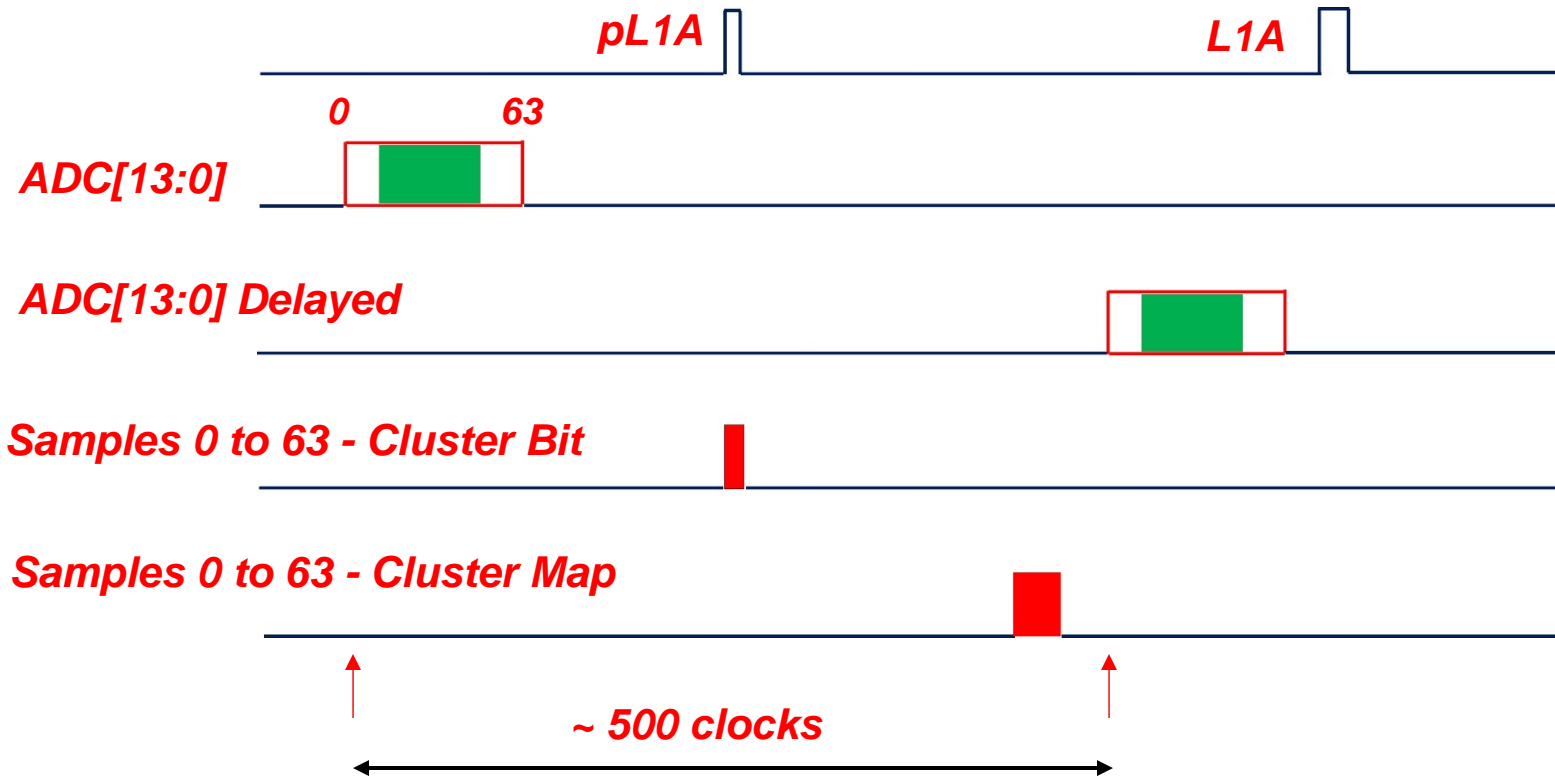 pL1A
L1A
0
63
ADC[13:0]
ADC[13:0] Delayed
Samples 0 to 63 - Cluster Bit
Samples 0 to 63 - Cluster Map
~ 500 clocks